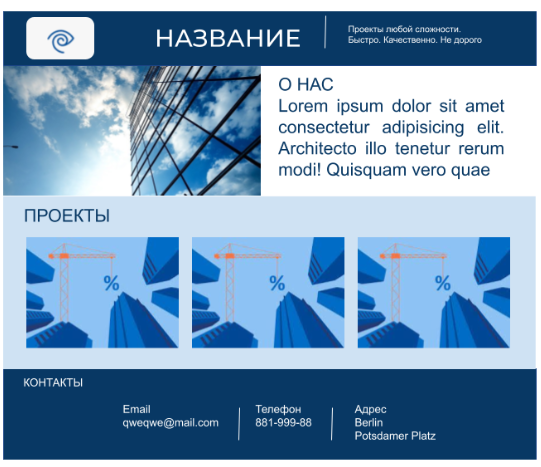 НАЗВАНИЕ
Проекты любой сложности.
Быстро. Качественно. Не дорого
О НАС
Lorem ipsum dolor sit amet
consectetur adipisicing elit.
Architecto illo tenetur rerum
modi! Quisquam vero quae
ПРОЕКТЫ
%
%
%
КОНТАКТЫ
Email
qweqwe@mail.com
Телефон
881-999-88
Адрес
Berlin
Potsdamer Platz